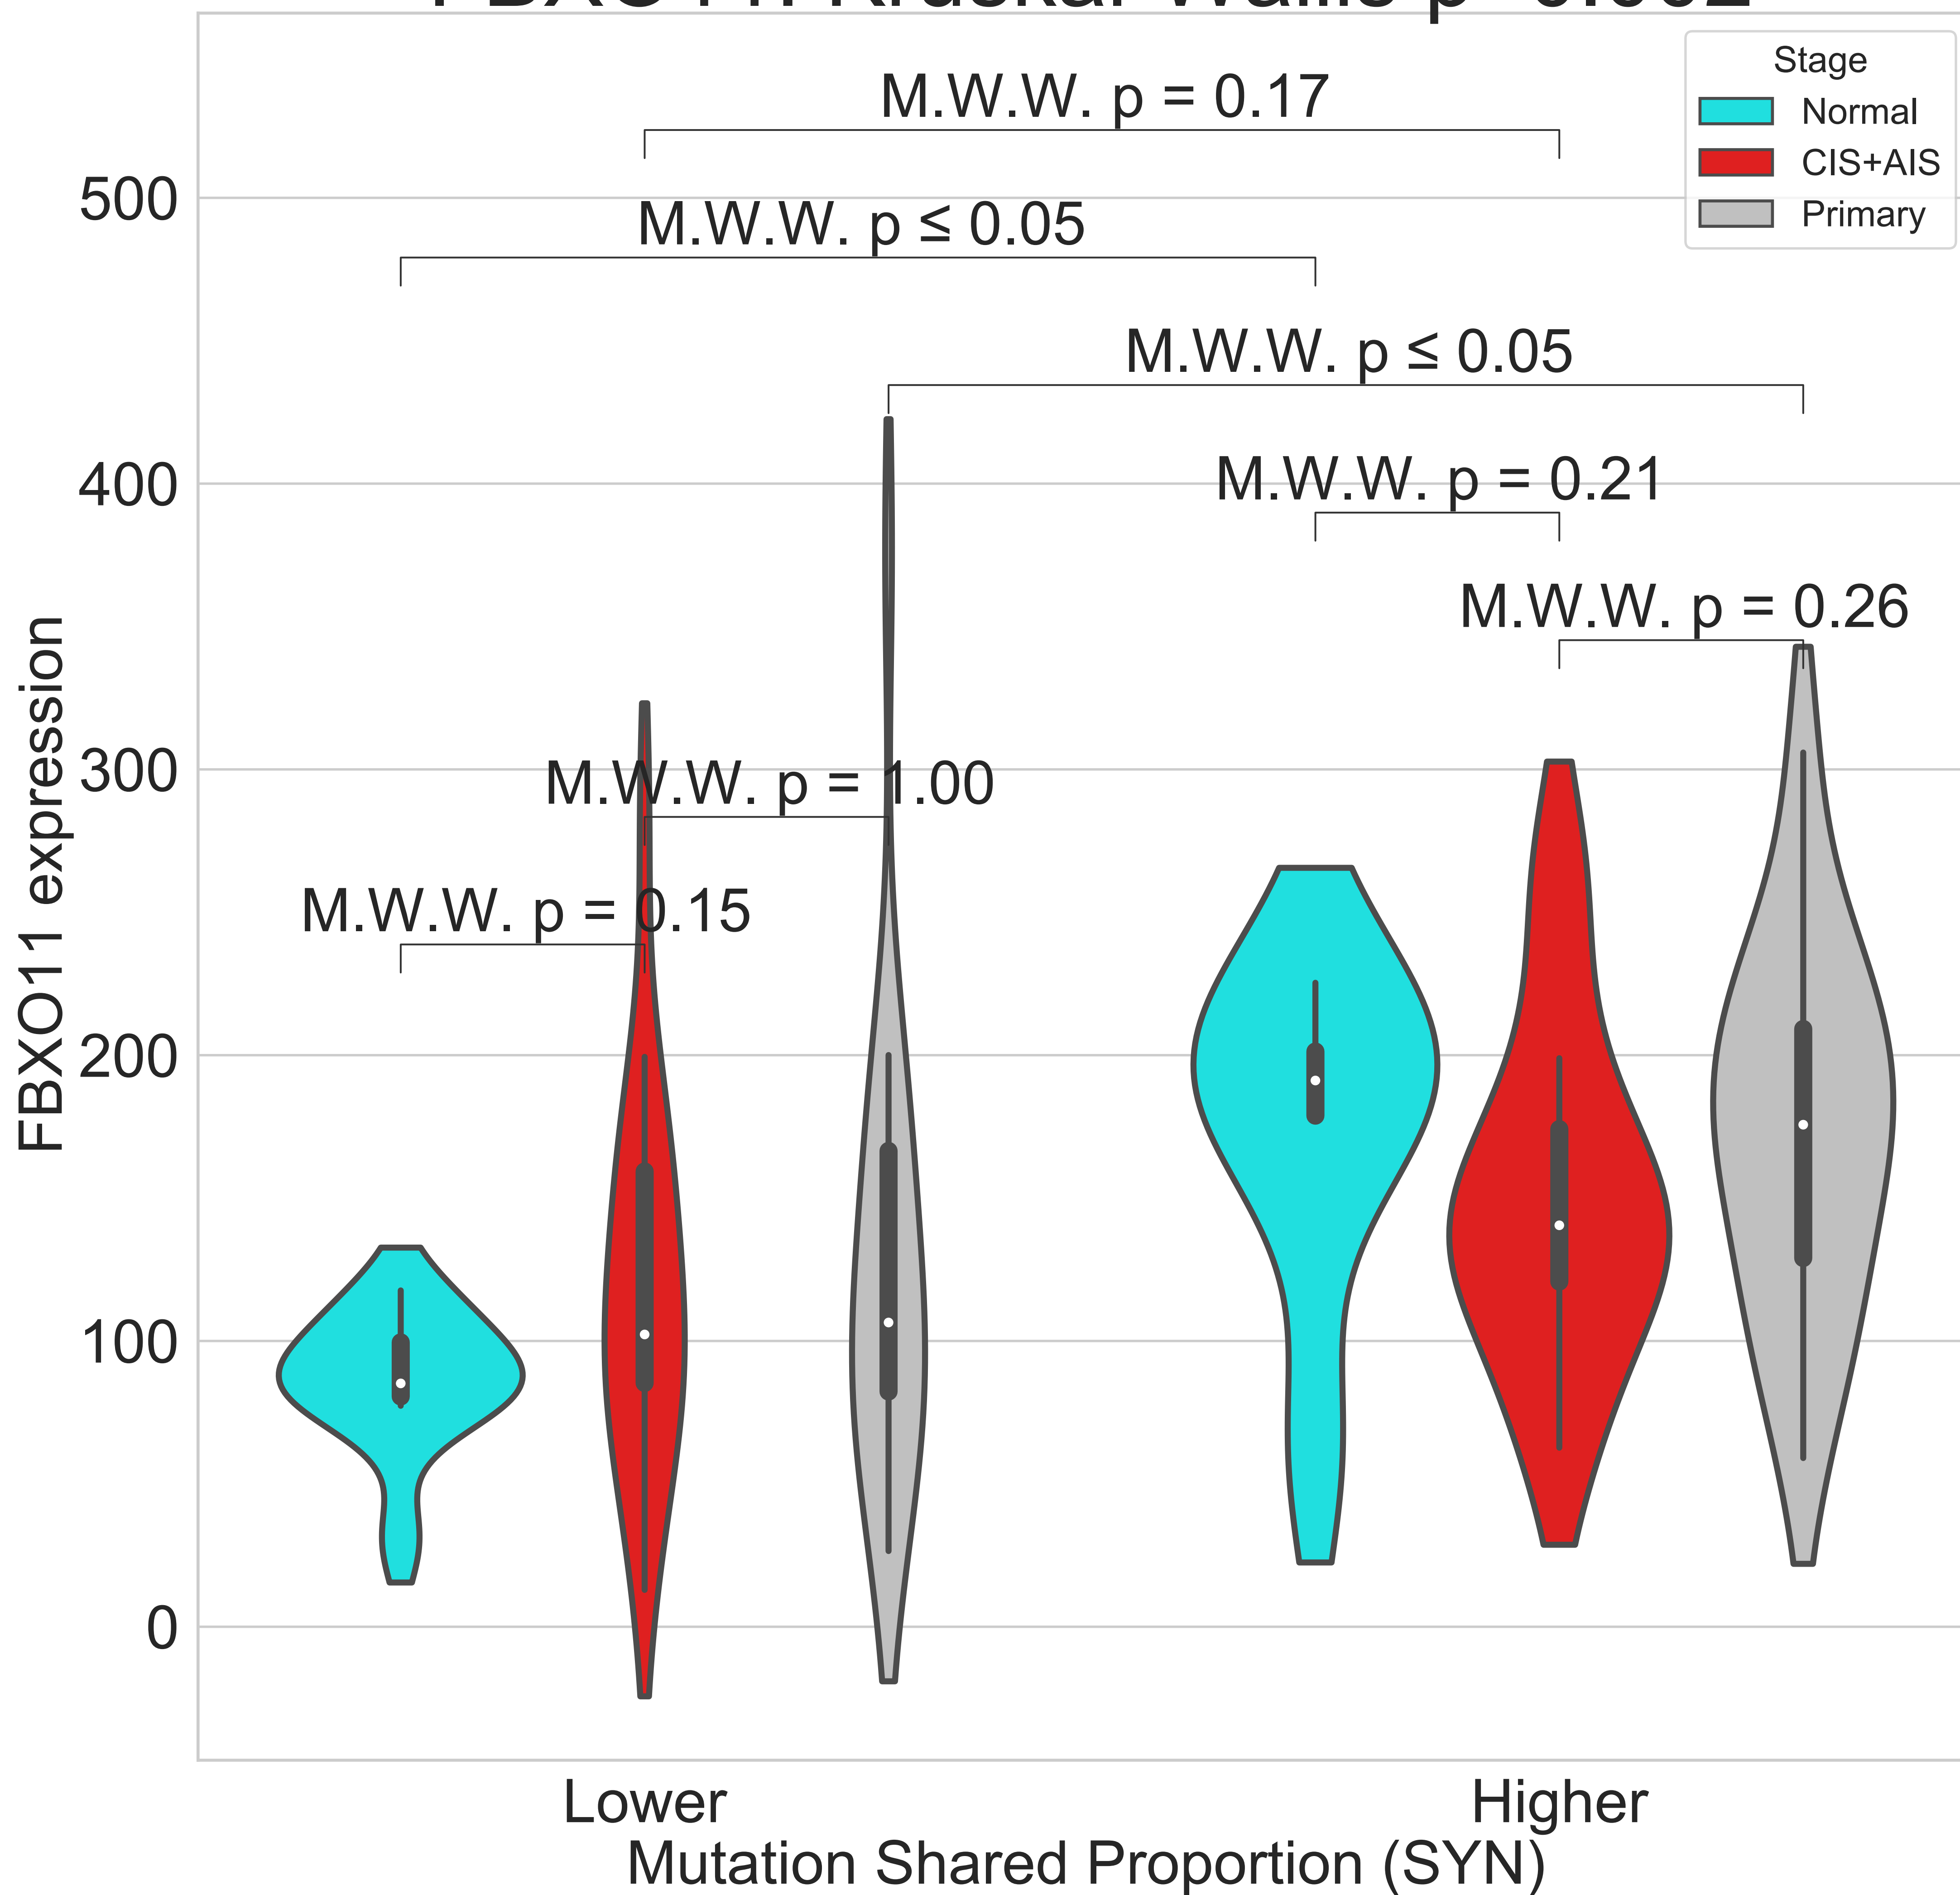 M.W.W. p = 0.17
Stage
Normal
CIS+AIS
Primary
500
M.W.W. p ≤ 0.05
M.W.W. p ≤ 0.05
400
M.W.W. p = 0.21
M.W.W. p = 0.26
300
M.W.W. p = 1.00
M.W.W. p = 0.15
FBXO11 expression
200
100
0
Lower
Higher
Mutation Shared Proportion (SYN)